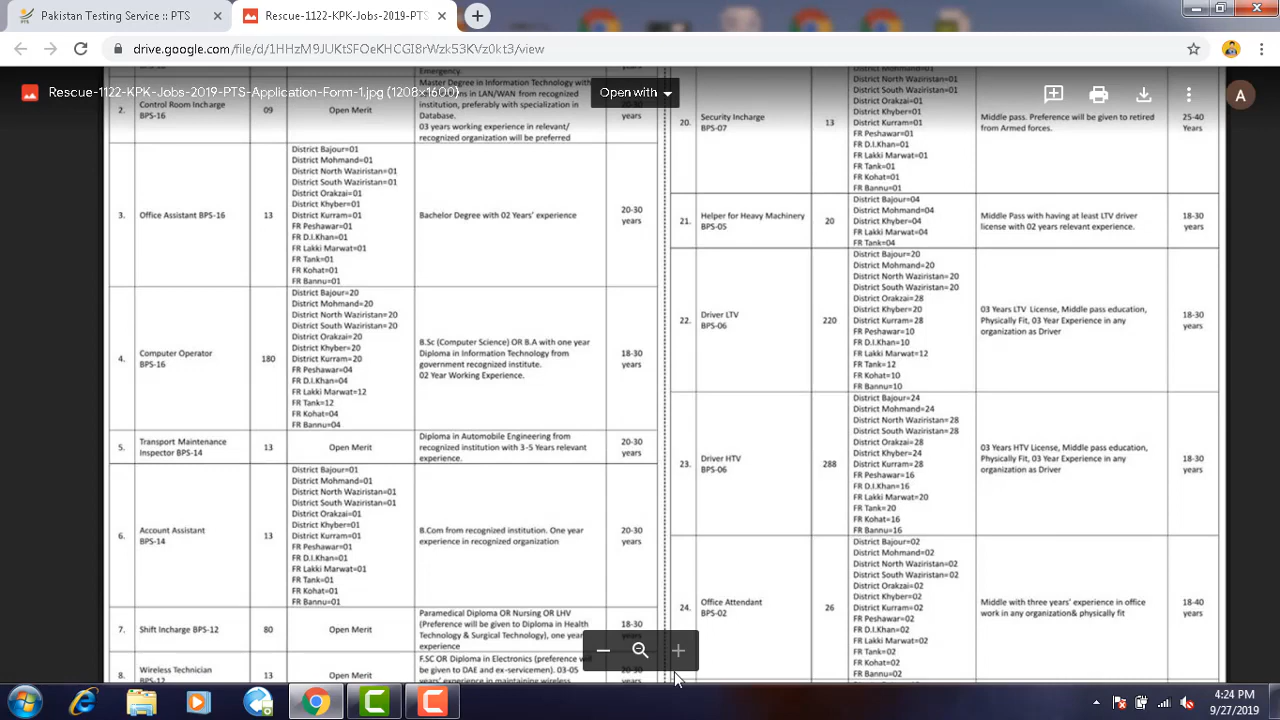 Pakistan Testing Service :: PTS
Rescue-1122-KPK-Jobs-2019-PTS-
drive.google.com/file/d/1HHzM9JUKtSFOeKHCGI8rWzk53KVz0kt3/view
Rescue-1122-KPK-Jobs-2019-PTS-Application-Form-1.jpg (1208×1600)
Open with
A
Emergency.
2.
Control Room Incharge
BPS-16
09
Open Merit
Master Degree in Information Technology with
in LAN/WAN from recognized
institution, preferably with specialization in
Database.
03 years working experience in relevant/
recognized organization will be preferred
years
3.
Office Assistant BPS-16
13
District Bajour=01
District Mohmand=01
District North Waziristan=01
District South Waziristan=01
District Orakzai=01
District Khyber=01
District Kurram=01
FR Peshawar=01
FR D.I.Khan=01
FR Lakki Marwat=01
FR Tank=01
FR Kohat=01
FR Bannu=01
Bachelor Degree with 02 Years' experience
20-30
years
4.
Computer Operator
BPS-16
180
District Bajour=20
District Mohmand=20
District North Waziristan=20
District South Waziristan=20
District Orakzai=20
District Khyber=20
District Kurram=20
FR Peshawar=04
FR D.I.Khan=04
FR Lakki Marwat=12
FR Tank=12
FR Kohat=04
FR Bannu=04
B.Sc (Computer Science) OR B.A with one year
Diploma in Information Technology from
government recognized institute.
02 Year Working Experience.
18-30
years
5.
Transport Maintenance
Inspector BPS-14
13
Open Merit
Diploma in Automobile Engineering from
recognized institution with 3-5 Years relevant
experience.
20-30
years
6.
Account Assistant
BPS-14
13
District Bajour=01
District Mohmand=01
District North Waziristan=01
District South Waziristan=01
District Orakzai=01
District Khyber=01
District Kurram=01
FR Peshawar=01
FR D.I.Khan=01
FR Lakki Marwat=01
FR Tank=01
FR Kohat=01
FR Bannu=01
B.Com from recognized institution. One year
experience in recognized organization
20-30
years
7.
Shift Incharge BPS-12
80
Open Merit
Paramedical Diploma OR Nursing OR LHV
(Preference will be given to Diploma in Health
Technology & Surgical Technology), one year
experience
18-30
years
8.
Wireless Technician
BPS-12
13
Open Merit
F.SC OR Diploma in Electronics (preference will
be given to DAE and ex-servicemen). 03-05
years' experience in maintaining wireless
20-30
years
20.
Security Incharge
BPS-07
13
District Mohmand=01
District North Waziristan=01
District South Waziristan=01
District Orakzai=01
District Khyber=01
District Kurram=01
FR Peshawar=01
FR D.I.Khan=01
FR Lakki Marwat=01
FR Tank=01
FR Kohat=01
FR Bannu=01
Middle pass. Preference will be given to retired
from Armed forces.
25-40
Years
21.
Helper for Heavy Machinery
BPS-05
20
District Bajour=04
District Mohmand=04
District Khyber=04
FR Lakki Marwat=04
FR Tank=04
Middle Pass with having at least LTV driver
license with 02 years relevant experience.
18-30
years
22.
Driver LTV
BPS-06
220
District Bajour=20
District Mohmand=20
District North Waziristan=20
District South Waziristan=20
District Orakzai=28
District Khyber=20
District Kurram=28
FR Peshawar=10
FR D.I.Khan=10
FR Lakki Marwat=12
FR Tank=12
FR Kohat=10
FR Bannu=10
03 Years LTV License, Middle pass education,
Physically Fit, 03 Year Experience in any
organization as Driver
18-30
years
23.
Driver HTV
BPS-06
288
District Bajour=24
District Mohmand=24
District North Waziristan=28
District South Waziristan=28
District Orakzai=28
District Khyber=24
District Kurram=28
FR Peshawar=16
FR D.I.Khan=16
FR Lakki Marwat=20
FR Tank=20
FR Kohat=16
FR Bannu=16
03 Years HTV License, Middle pass education,
Physically Fit, 03 Year Experience in any
organization as Driver
18-30
years
24.
Office Attendant
BPS-02
26
District Bajour=02
District Mohmand=02
District North Waziristan=02
District South Waziristan=02
District Orakzai=02
District Khyber=02
District Kurram=02
FR Peshawar=02
FR D.I.Khan=02
FR Lakki Marwat=02
FR Tank=02
FR Kohat=02
FR Bannu=02
Middle with three years' experience in office
work in any organization& physically fit
18-40
years
4:24 PM
9/27/2019